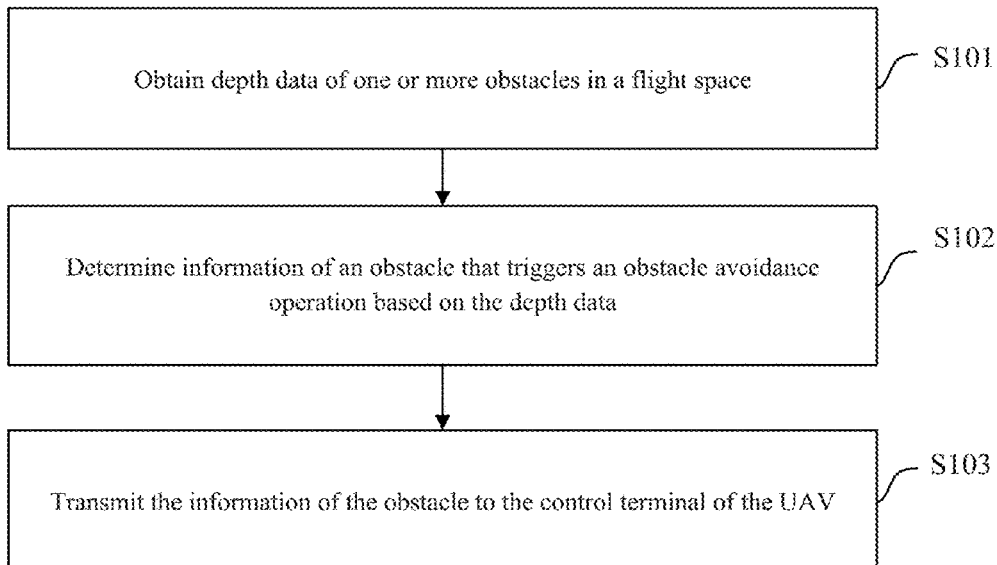 Obtain depth data of one or more obstacles in a flight space
S101
Determine information of an obstacle that triggers an obstacle avoidance
operation based on the depth data
S102
Transmit the information of the obstacle to the control terminal of the UAV
S103